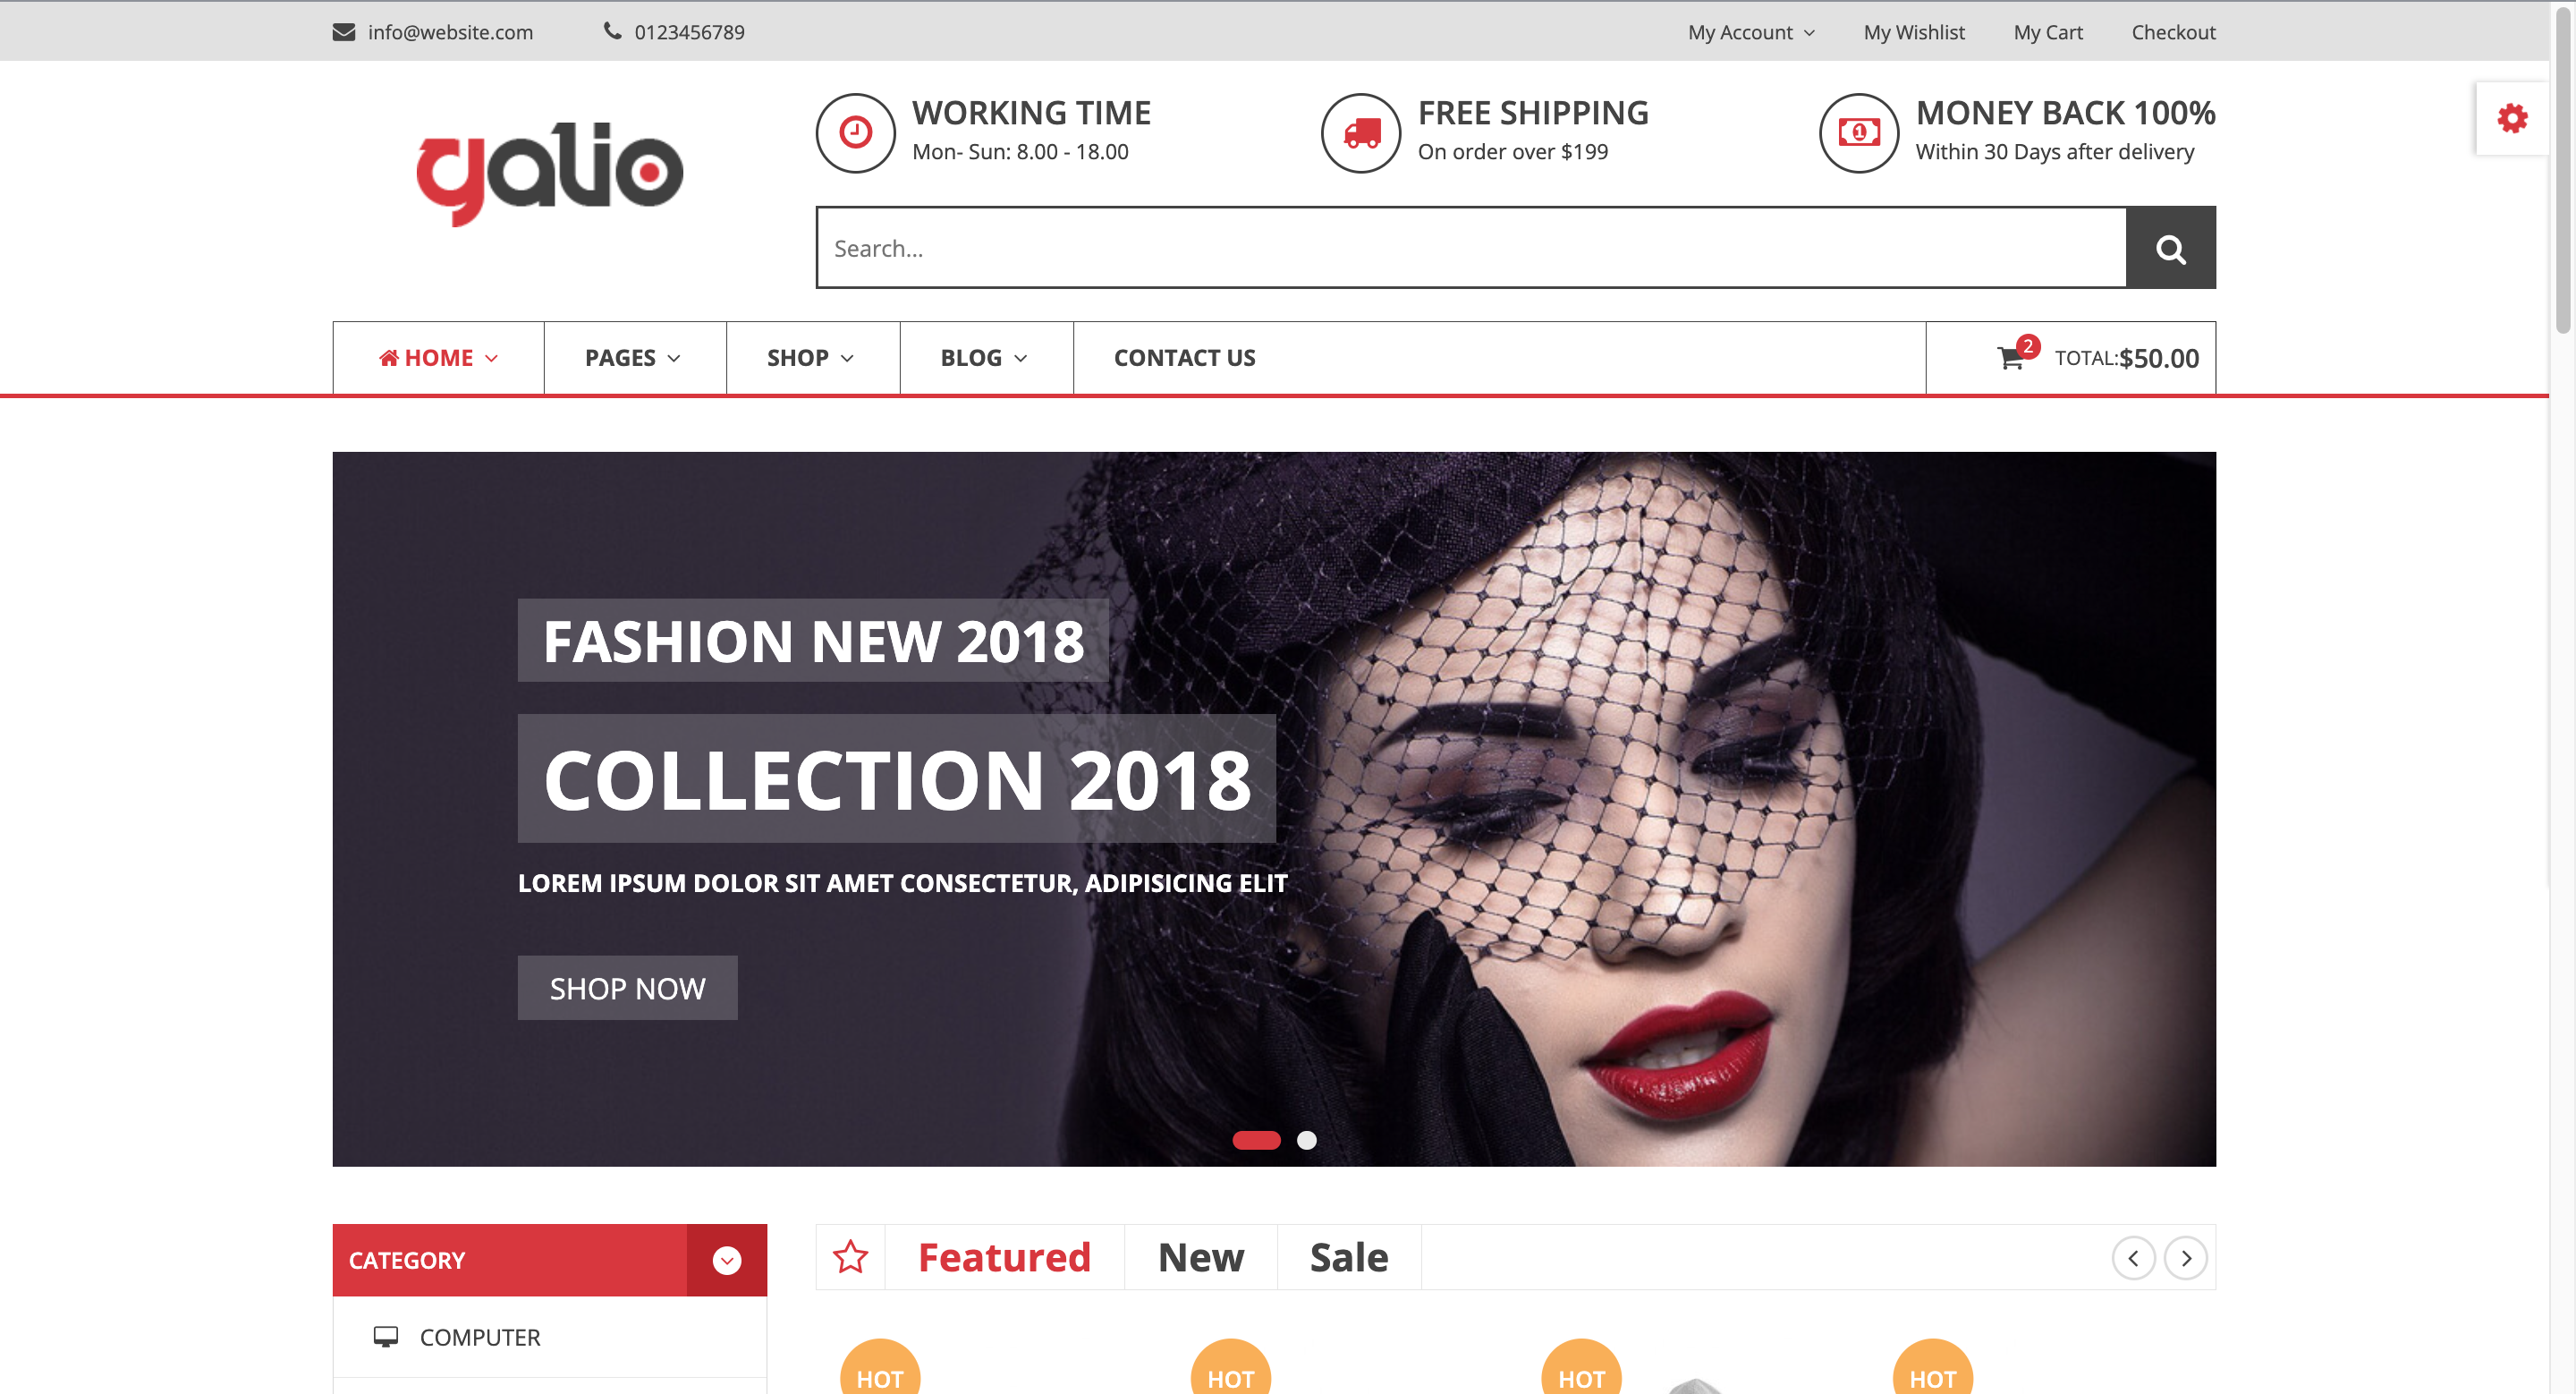 info@website.com
0123456789
My Account
My Wishlist
My Cart
Checkout
galio
WORKING TIME
Mon- Sun: 8.00 - 18.00
FREE SHIPPING
On order over $199
1
MONEY BACK 100%
Within 30 Days after delivery
Search...
HOME
PAGES
SHOP
BLOG
CONTACT US
2
TOTAL:$50.00
FASHION NEW 2018
COLLECTION 2018
LOREM IPSUM DOLOR SIT AMET CONSECTETUR, ADIPISICING ELIT
SHOP NOW
CATEGORY
Featured
New
Sale
COMPUTER
HOT
HOT
HOT
HOT